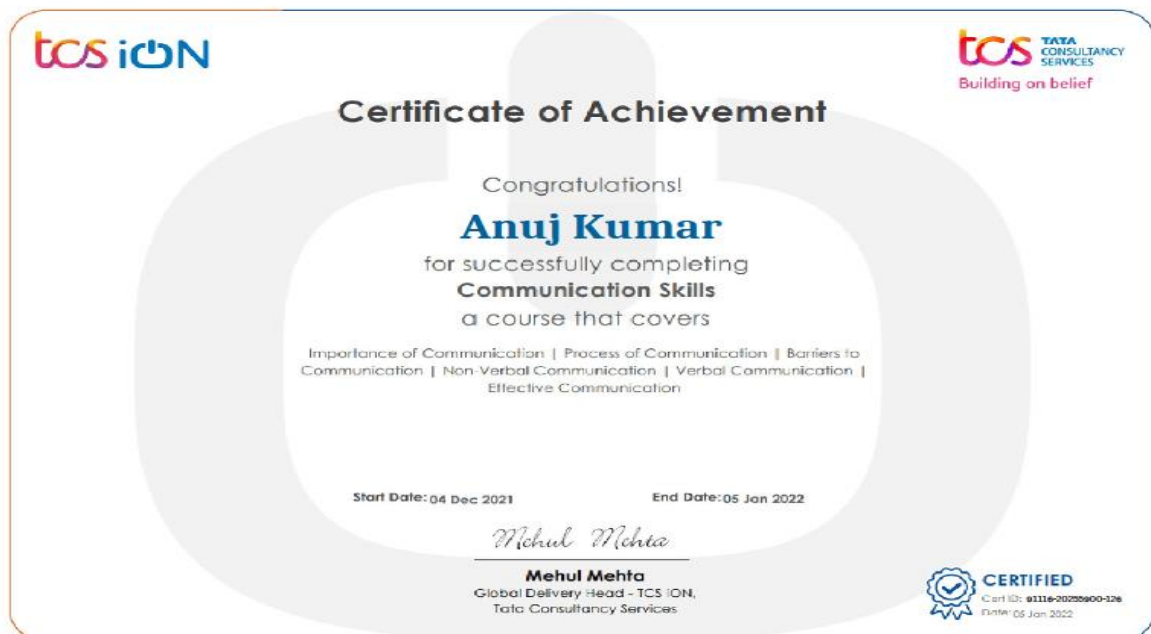 tcs iON
tcs TATA
CONSULTANCY
SERVICES
Building on belief
Certificate of Achievement
Congratulations!
Anuj Kumar
for successfully completing
Communication Skills
a course that covers
Importance of Communication | Process of Communication | Barriers to
Communication | Non-Verbal Communication | Verbal Communication |
Effective Communication
Start Date: 04 Dec 2021
End Date: 05 Jan 2022
Mehul Mehta
Mehul Mehta
Global Delivery Head - TCS iON,
Tata Consultancy Services
CERTIFIED
Cert ID:
Date: 05 Jan 2022